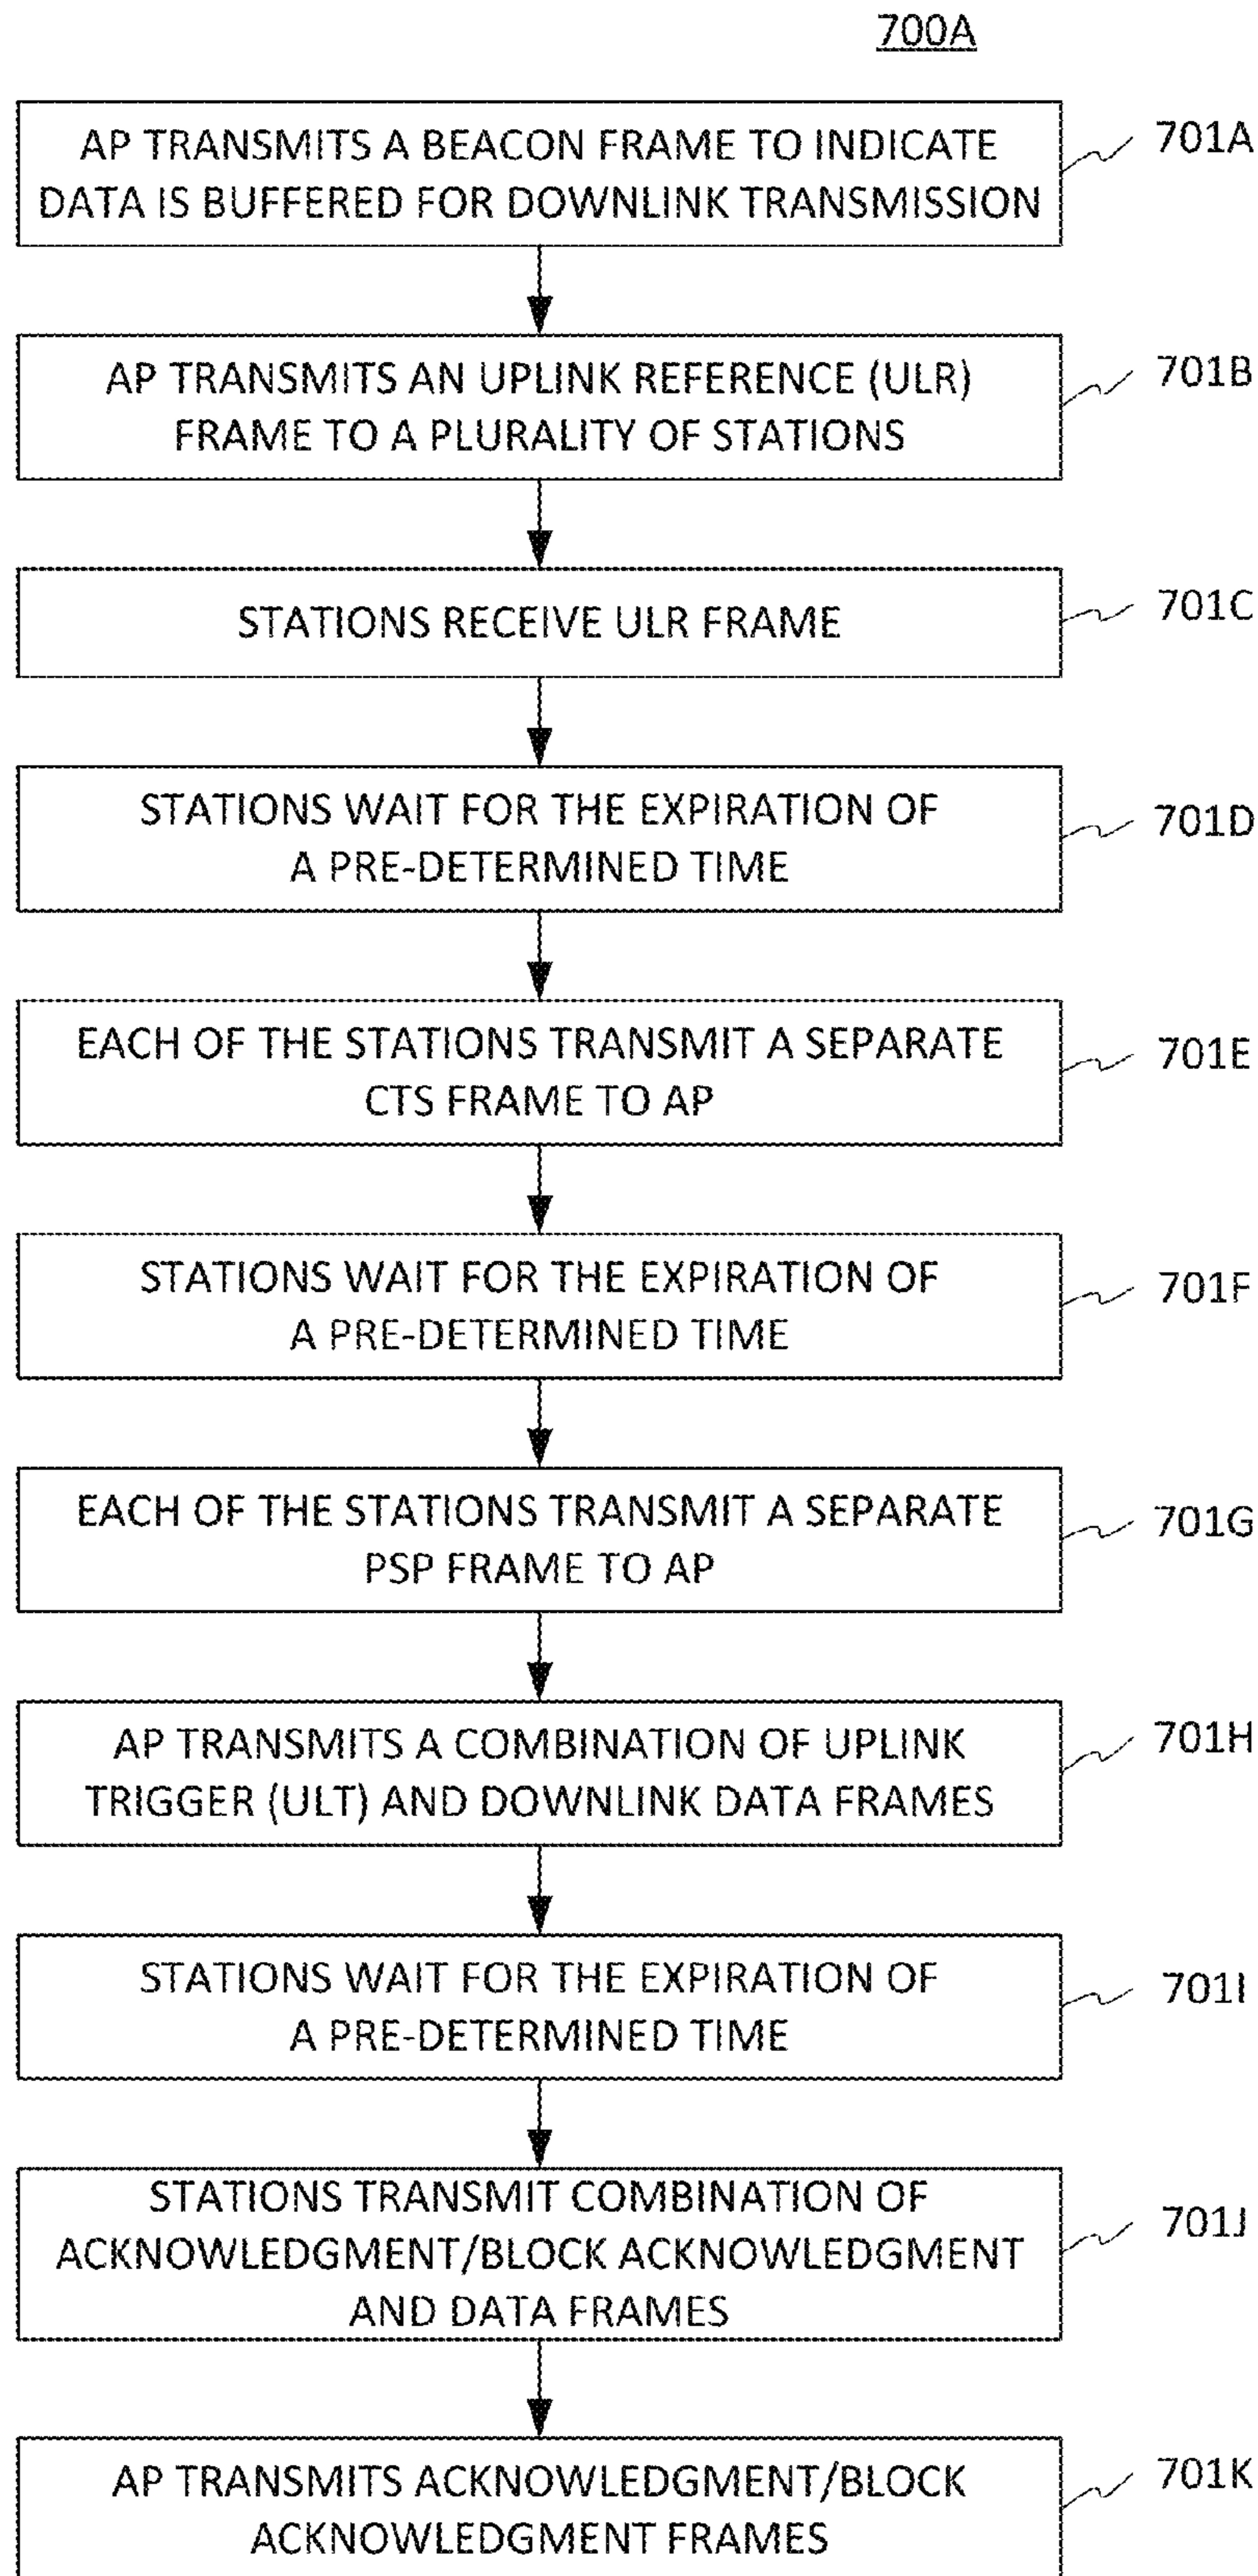 700A
AP TRANSMITS A BEACON FRAME TO INDICATE
DATA IS BUFFERED FOR DOWNLINK TRANSMISSION
701A
AP TRANSMITS AN UPLINK REFERENCE (ULR)
FRAME TO A PLURALITY OF STATIONS
701B
STATIONS RECEIVE ULR FRAME
701C
STATIONS WAIT FOR THE EXPIRATION OF
A PRE-DETERMINED TIME
701D
EACH OF THE STATIONS TRANSMIT A SEPARATE
CTS FRAME TO AP
701E
STATIONS WAIT FOR THE EXPIRATION OF
A PRE-DETERMINED TIME
701F
EACH OF THE STATIONS TRANSMIT A SEPARATE
PSP FRAME TO AP
701G
AP TRANSMITS A COMBINATION OF UPLINK
TRIGGER (ULT) AND DOWNLINK DATA FRAMES
701H
STATIONS WAIT FOR THE EXPIRATION OF
A PRE-DETERMINED TIME
701I
STATIONS TRANSMIT COMBINATION OF
ACKNOWLEDGMENT/BLOCK ACKNOWLEDGMENT
AND DATA FRAMES
701J
AP TRANSMITS ACKNOWLEDGMENT/BLOCK
ACKNOWLEDGMENT FRAMES
701K